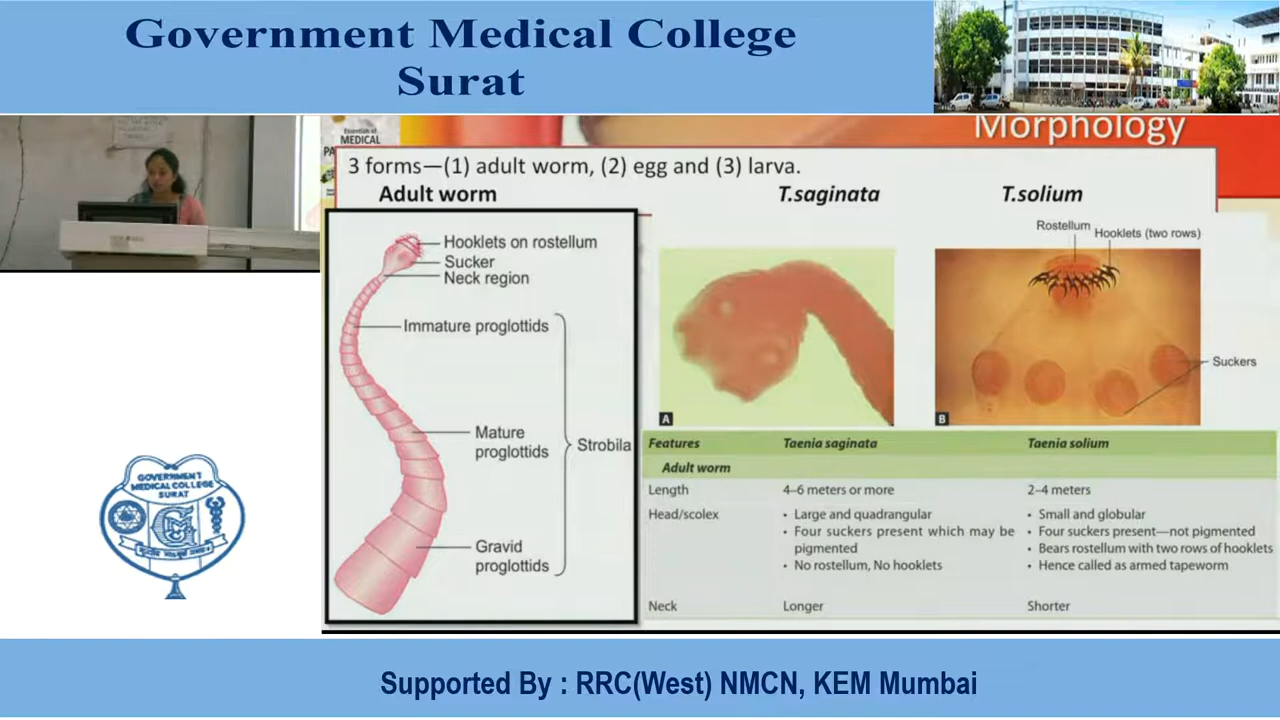 Government Medical College
Surat
Essentials of
MEDICAL
PA
Morphology
3 forms—(1) adult worm, (2) egg and (3) larva.
Adult worm
T.saginata
T.solium
Hooklets on rostellum
Sucker
Neck region
Immature proglottids
Mature
proglottids
Strobila
Gravid
proglottids
A
Rostellum
Hooklets (two rows)
Suckers
B
Features Taenia saginata Taenia solium
Adult worm
Length 4–6 meters or more 2–4 meters
Head/scolex • Large and quadrangular • Small and globular
• Four suckers present which may be • Four suckers present—not pigmented
pigmented • Bears rostellum with two rows of hooklets
• No rostellum, No hooklets • Hence called as armed tapeworm
Neck Longer Shorter
GOVERNMENT
MEDICAL COLLEGE
SURAT
Supported By : RRC(West) NMCN, KEM Mumbai